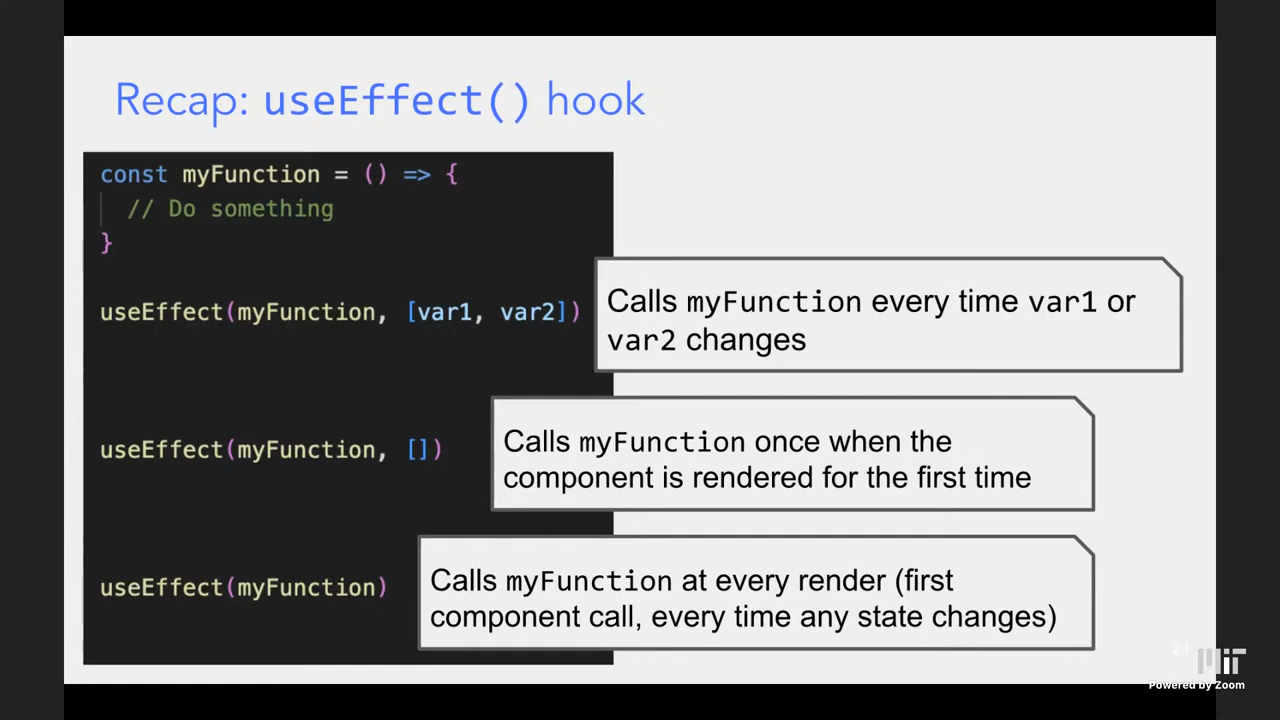 Recap: useEffect() hook
const myFunction = () => {
// Do something
}
useEffect(myFunction, [var1, var2])
Calls myFunction every time var1 or
var2 changes
useEffect(myFunction, [])
Calls myFunction once when the
component is rendered for the first time
useEffect(myFunction)
Calls myFunction at every render (first
component call, every time any state changes)
24
MIT
Powered by Zoom